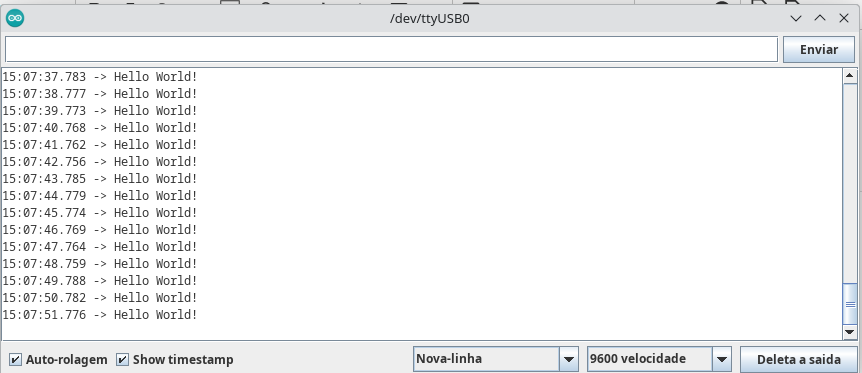 /dev/ttyUSB0
Enviar
15:07:37.783 -> Hello World!
15:07:38.777 -> Hello World!
15:07:39.773 -> Hello World!
15:07:40.768 -> Hello World!
15:07:41.762 -> Hello World!
15:07:42.756 -> Hello World!
15:07:43.785 -> Hello World!
15:07:44.779 -> Hello World!
15:07:45.774 -> Hello World!
15:07:46.769 -> Hello World!
15:07:47.764 -> Hello World!
15:07:48.759 -> Hello World!
15:07:49.788 -> Hello World!
15:07:50.782 -> Hello World!
15:07:51.776 -> Hello World!
Auto-rolagem Show timestamp Nova-linha 9600 velocidade Deleta a saida